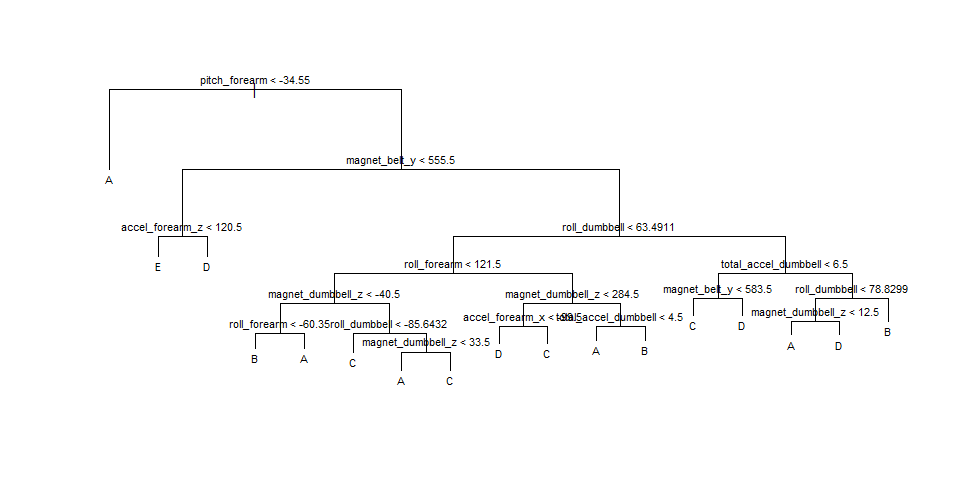 pitch_forearm < -34.55
magnet_belt_y < 555.5
A
accel_forearm_z < 120.5
roll_dumbbell < 63.4911
E
D
roll_forearm < 121.5
total_accel_dumbbell < 6.5
magnet_dumbbell_z < -40.5
magnet_dumbbell_z < 284.5
magnet_belt_y < 583.5
roll_dumbbell < 78.8299
roll_forearm < -60.35
roll_dumbbell < -85.6432
accel_forearm_x <
total_accel_dumbbell < 4.5
C
D
magnet_dumbbell_z < 12.5
B
B
A
C
magnet_dumbbell_z < 33.5
D
C
A
B
A
D
A
C